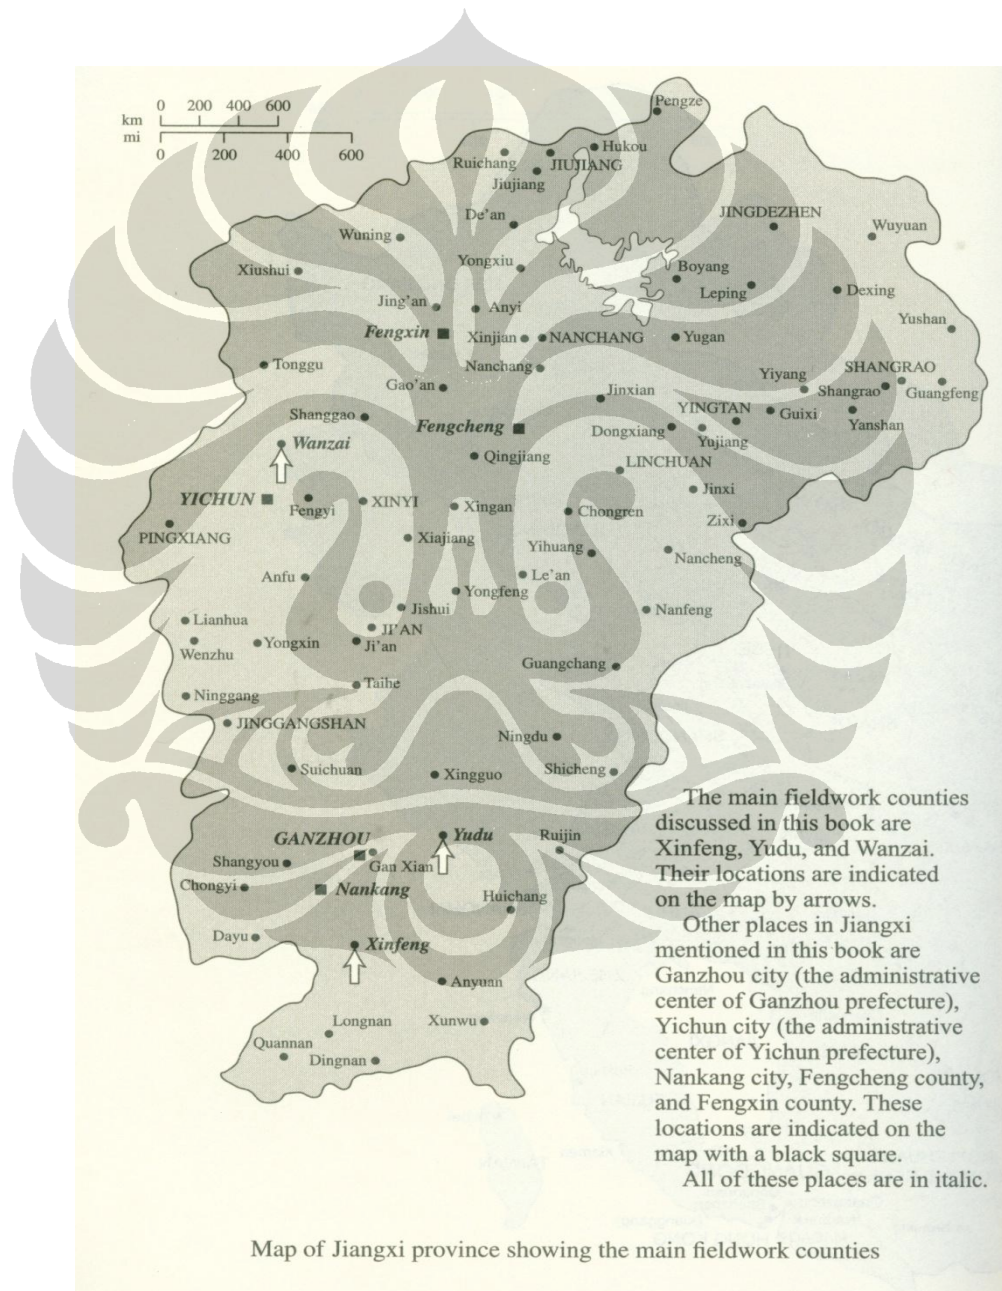 km 0 200 400 600
mi 0 200 400 600
Pengze
Hukou
Ruichang
JIUJIANG
Jiujiang
De'an
JINGDEZHEN
Wuyuan
Wuning
Yongxiu
Xiushui
Boyang
Leping
Dexing
Jing'an
Anyi
Yushan
Fengxin
Xinjian
NANCHANG
Yugan
Tonggu
Nanchang
SHANGRAO
Yiyang
Gao'an
Jinxian
Shangrao
Guangfeng
Shanggao
YINGTAN
Guixi
Fengcheng
Dongxiang
Yujiang
Yanshan
Wanzai
Qingjiang
LINCHUAN
YICHUN
Fengyi
XINYI
Xingan
Jinxi
Chongren
Zixi
PINGXIANG
Xiajiang
Yihuang
Nancheng
Anfu
Le'an
Yongfeng
Jishui
Nanfeng
Lianhua
JI'AN
Wenzhu
Yongxin
Ji'an
Guangchang
Taihe
Ninggang
JINGGANGSHAN
Ningdu
Suichuan
Xingguo
Shicheng
GANZHOU
Yudu
Ruijin
Shangyou
Gan Xian
Chongyi
Nankang
Huichang
Dayu
Xinfeng
Anyuan
Longnan
Xunwu
Quannan
Dingnan
The main fieldwork counties
discussed in this book are
Xinfeng, Yudu, and Wanzai.
Their locations are indicated
on the map by arrows.
Other places in Jiangxi
mentioned in this book are
Ganzhou city (the administrative
center of Ganzhou prefecture),
Yichun city (the administrative
center of Yichun prefecture),
Nankang city, Fengcheng county,
and Fengxin county. These
locations are indicated on the
map with a black square.
All of these places are in italic.
Map of Jiangxi province showing the main fieldwork counties